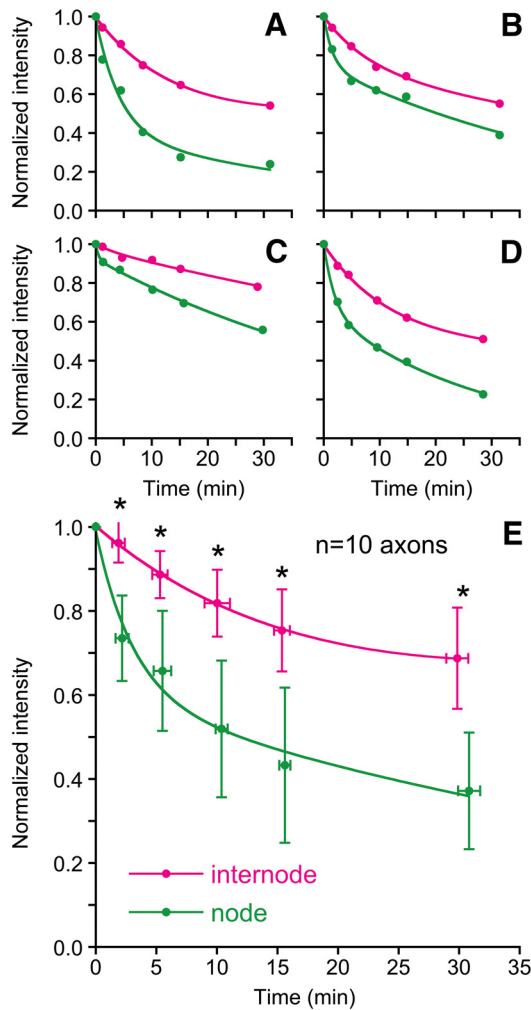 A
B
Normalized intensity
1.0
0.8
0.6
0.4
0.2
0.0
C
D
Normalized intensity
1.0
0.8
0.6
0.4
0.2
0.0
0 10 20 30
0 10 20 30
Time (min)
Time (min)
E
n=10 axons
* * * * *
Normalized intensity
1.0
0.8
0.6
0.4
0.2
0.0
internode
node
0 5 10 15 20 25 30 35
Time (min)